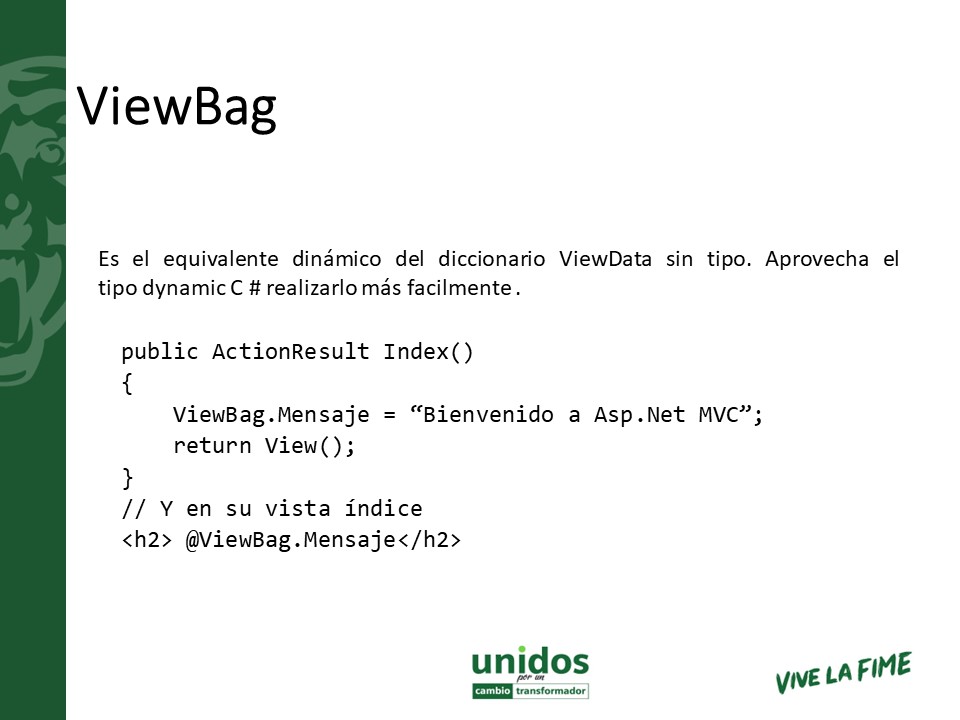 ViewBag
Es el equivalente dinámico del diccionario ViewData sin tipo. Aprovecha el
tipo dynamic C # realizarlo más facilmente.
public ActionResult Index()
{
    ViewBag.Mensaje = “Bienvenido a Asp.Net MVC”;
    return View();
}
// Y en su vista índice
<h2> @ViewBag.Mensaje</h2>
unidos
por un
cambio transformador
VIVE LA FIME